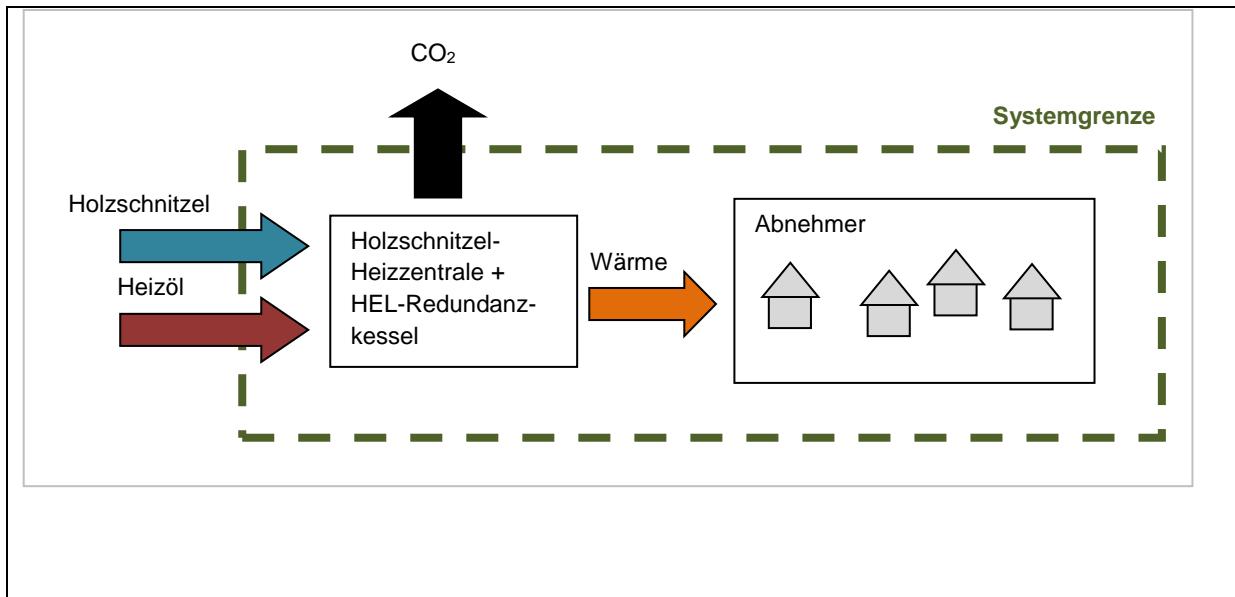 CO₂
Systemgrenze
Holzschnitzel
Heizöl
Holzschnitzel-
Heizzentrale +
HEL-Redundanz-
kessel
Wärme
Abnehmer